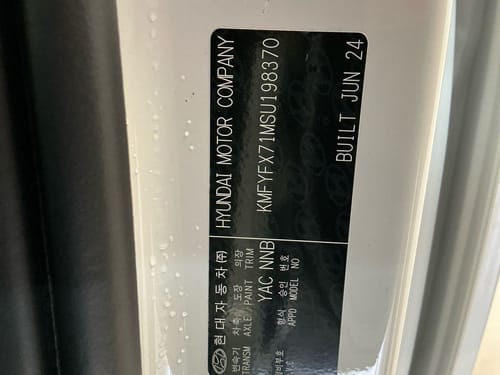 현대자동차(주) HYUNDAI MOTOR COMPANY
변속기 차축 도장 의장
TRANSM AXLE PAINT TRIM
YAC NNB KMFYFX71MSU198370
형식 승인 번호
APPD MODEL NO
BUILT JUN 24